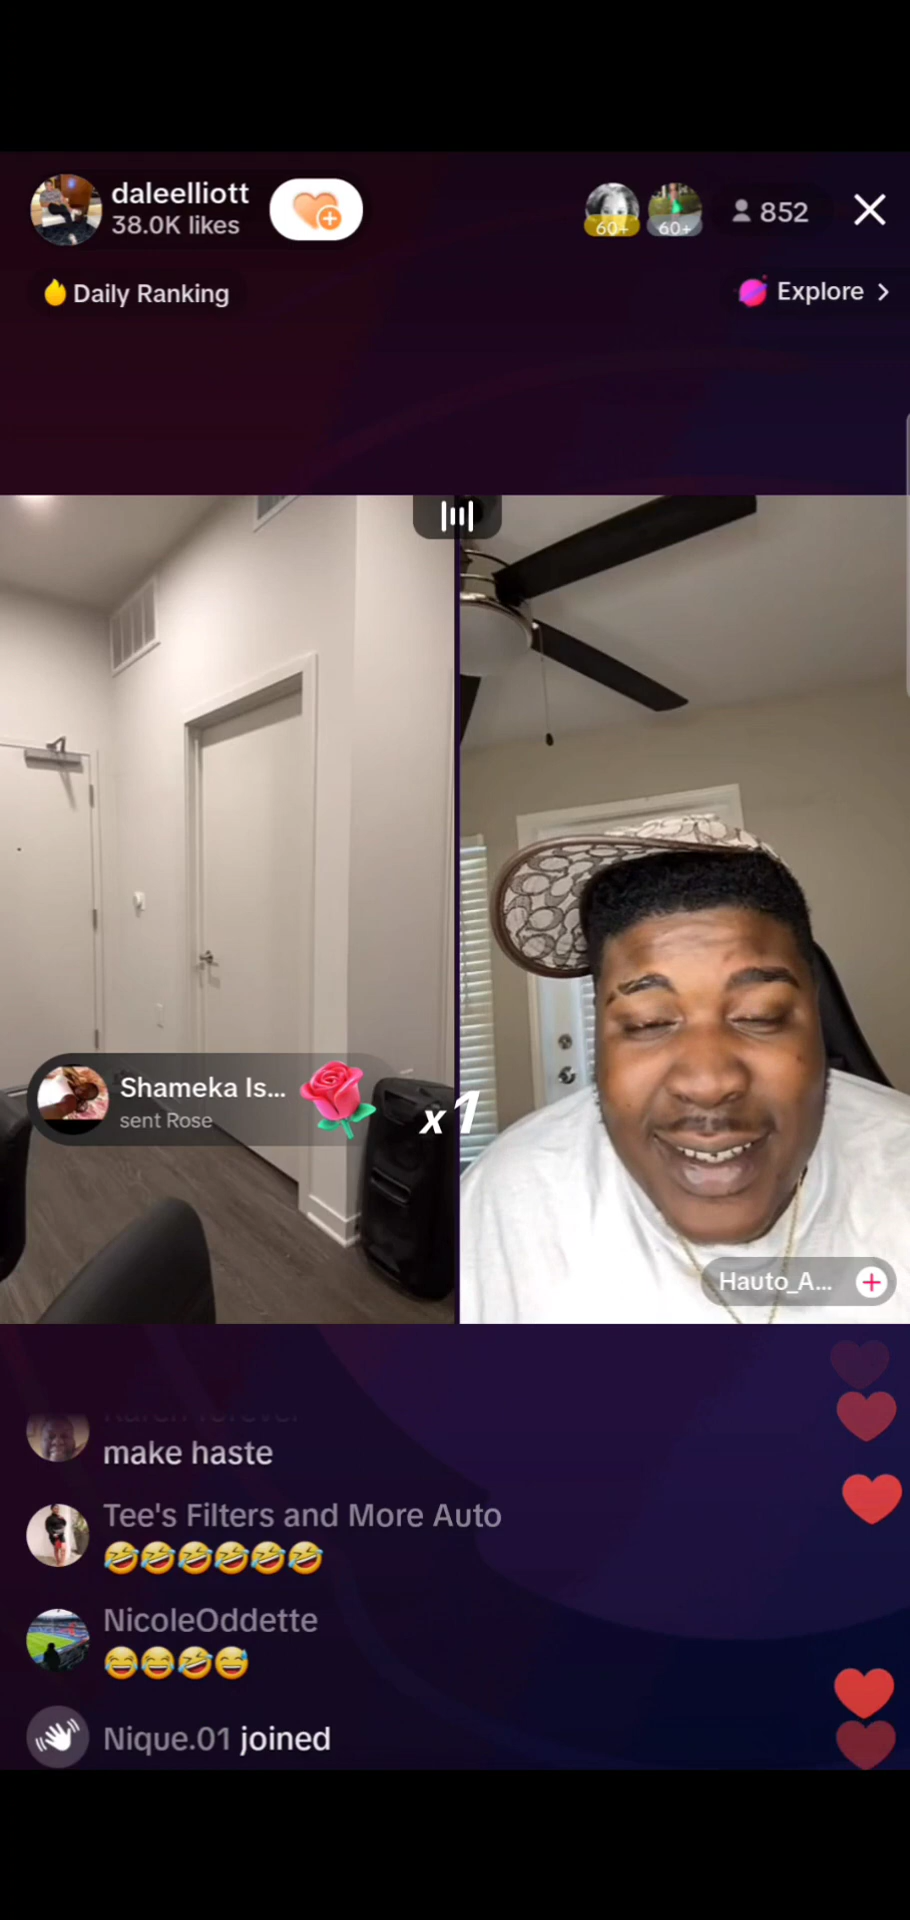 daleelliott
38.0K likes
60+
60+
852
Daily Ranking
Explore
Shameka Is...
sent Rose
x1
Hauto_A...
make haste
Tee's Filters and More Auto
🤣🤣🤣🤣🤣🤣
NicoleOddette
😂😂🤣😅
Nique.01 joined